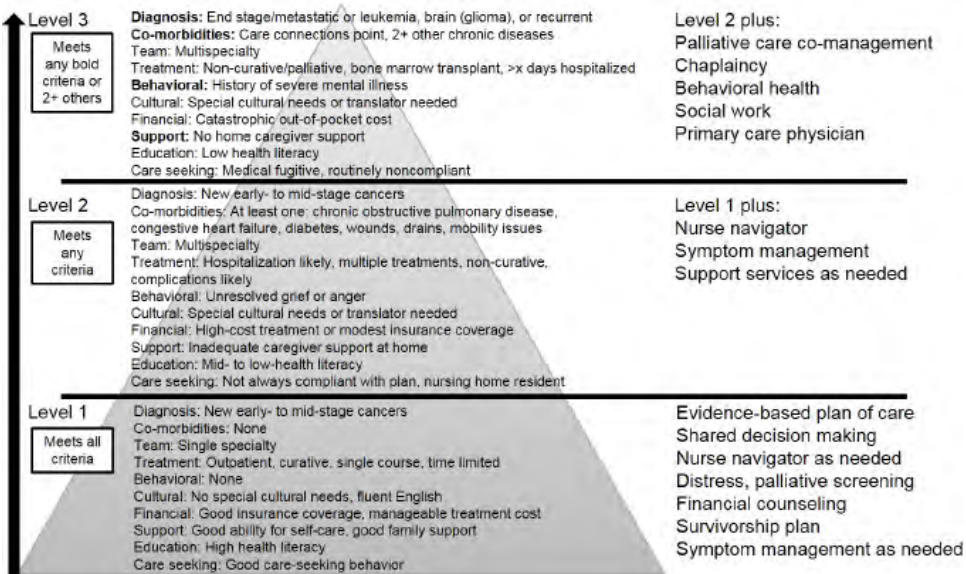 Level 3
Meets
any bold
criteria or
2+ others
Diagnosis: End stage/metastatic or leukemia, brain (glioma), or recurrent
Co-morbidities: Care connections point, 2+ other chronic diseases
Team: Multispecialty
Treatment: Non-curative/palliative, bone marrow transplant, >x days hospitalized
Behavioral: History of severe mental illness
Cultural: Special cultural needs or translator needed
Financial: Catastrophic out-of-pocket cost
Support: No home caregiver support
Education: Low health literacy
Care seeking: Medical fugitive, routinely noncompliant
Level 2 plus:
Palliative care co-management
Chaplaincy
Behavioral health
Social work
Primary care physician
Level 2
Meets
any
criteria
Diagnosis: New early- to mid-stage cancers
Co-morbidities: At least one: chronic obstructive pulmonary disease,
congestive heart failure, diabetes, wounds, drains, mobility issues
Team: Multispecialty
Treatment: Hospitalization likely, multiple treatments, non-curative,
complications likely
Behavioral: Unresolved grief or anger
Cultural: Special cultural needs or translator needed
Financial: High-cost treatment or modest insurance coverage
Support: Inadequate caregiver support at home
Education: Mid- to low-health literacy
Care seeking: Not always compliant with plan, nursing home resident
Level 1 plus:
Nurse navigator
Symptom management
Support services as needed
Level 1
Meets all
criteria
Diagnosis: New early- to mid-stage cancers
Co-morbidities: None
Team: Single specialty
Treatment: Outpatient, curative, single course, time limited
Behavioral: None
Cultural: No special cultural needs, fluent English
Financial: Good insurance coverage, manageable treatment cost
Support: Good ability for self-care, good family support
Education: High health literacy
Care seeking: Good care-seeking behavior
Evidence-based plan of care
Shared decision making
Nurse navigator as needed
Distress, palliative screening
Financial counseling
Survivorship plan
Symptom management as needed